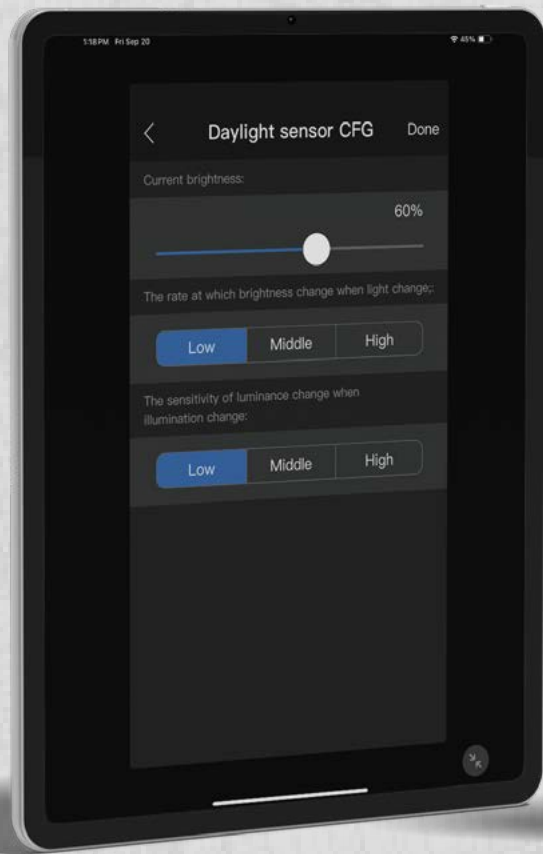 1:18 PM Fri Sep 20
45%
Daylight sensor CFG
Done
Current brightness:
60%
The rate at which brightness change when light change;:
Low
Middle
High
The sensitivity of luminance change when
illumination change:
Low
Middle
High